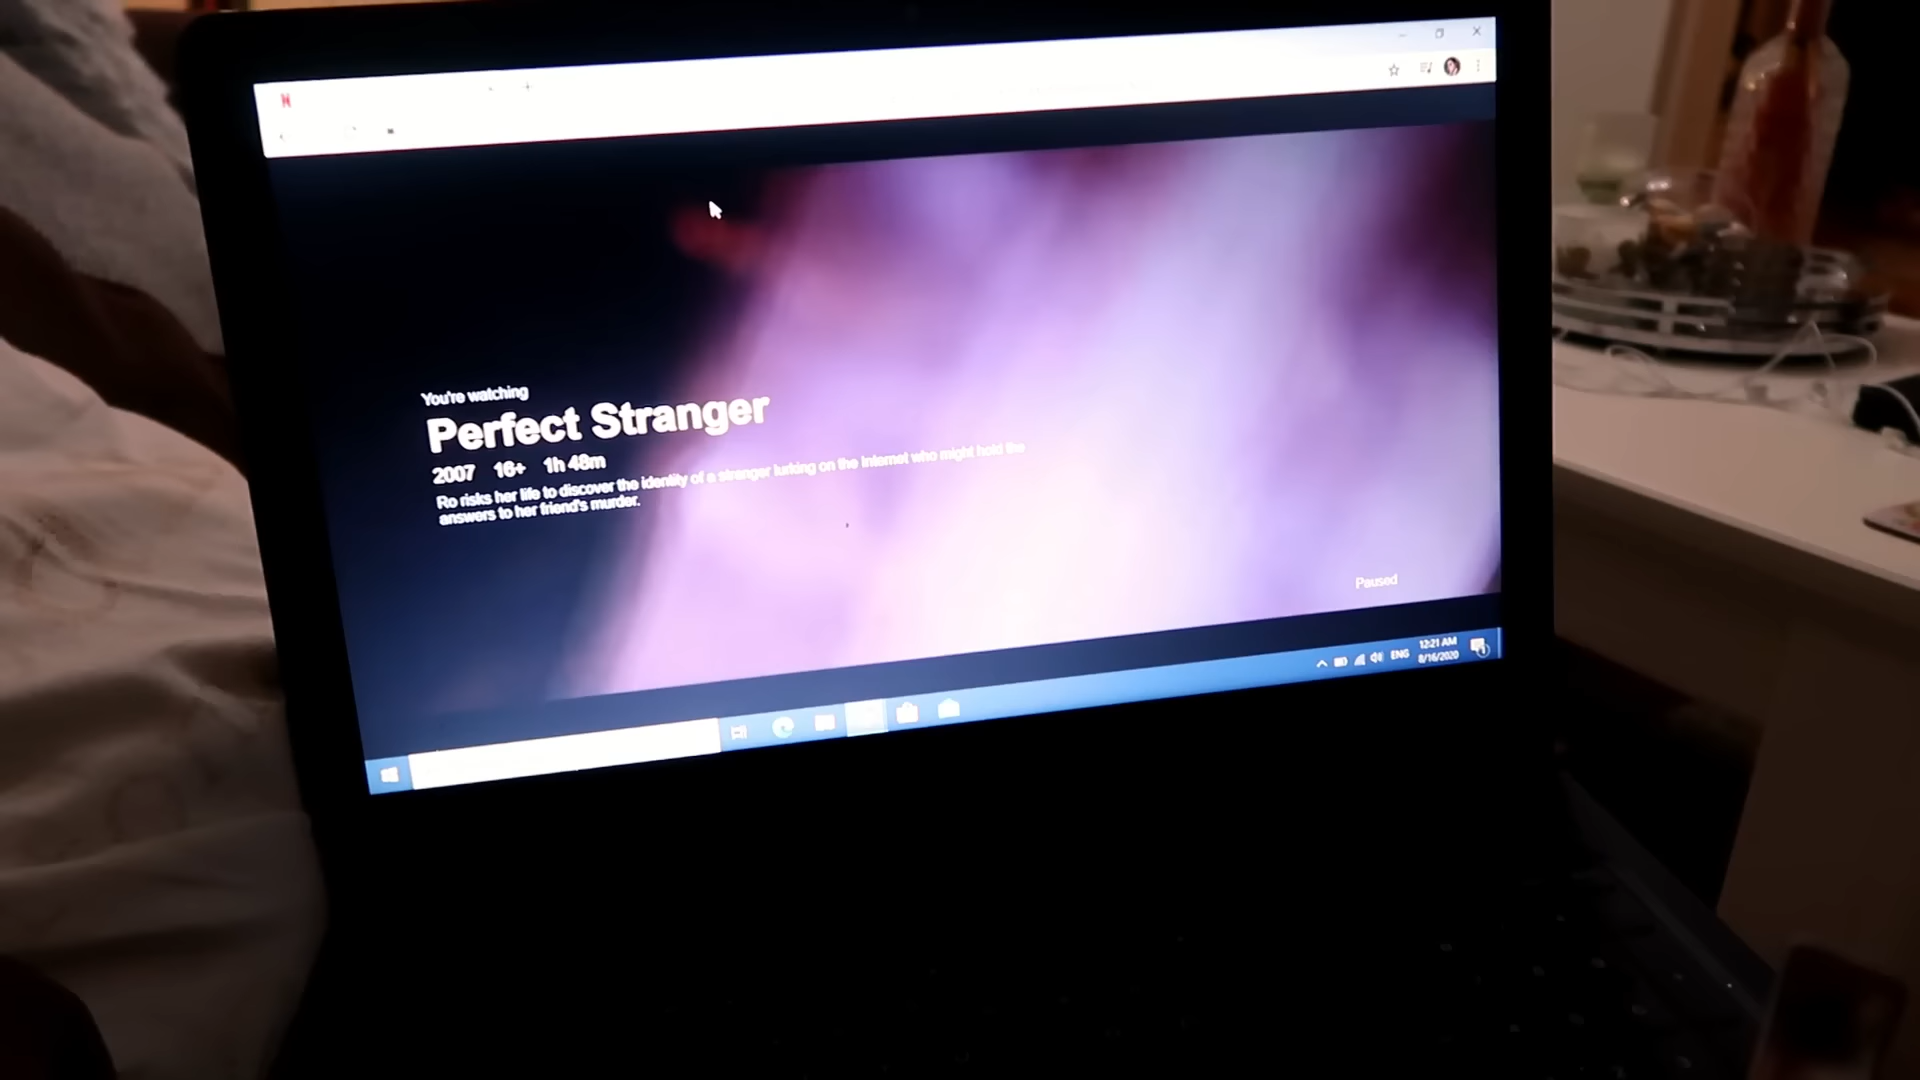 N
You're watching
Perfect Stranger
2007 16+ 1h 48m
Ro risks her life to discover the identity of a stranger lurking on the Internet who might hold the
answers to her friend's murder.
Paused
ENG
12:21 AM
8/16/2020